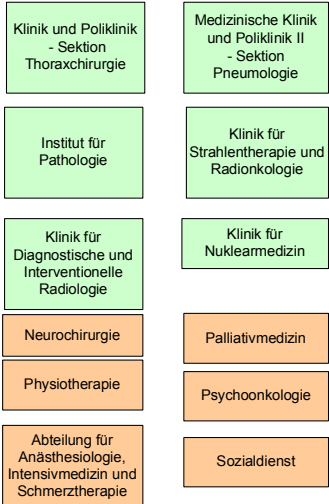 Klinik und Poliklinik
- Sektion
Thoraxchirurgie
Medizinische Klinik
und Poliklinik II
- Sektion
Pneumologie
Institut für
Pathologie
Klinik für
Strahlentherapie und
Radionkologie
Klinik für
Diagnostische und
Interventionelle
Radiologie
Klinik für
Nuklearmedizin
Neurochirurgie
Palliativmedizin
Physiotherapie
Psychoonkologie
Abteilung für
Anästhesiologie,
Intensivmedizin und
Schmerztherapie
Sozialdienst